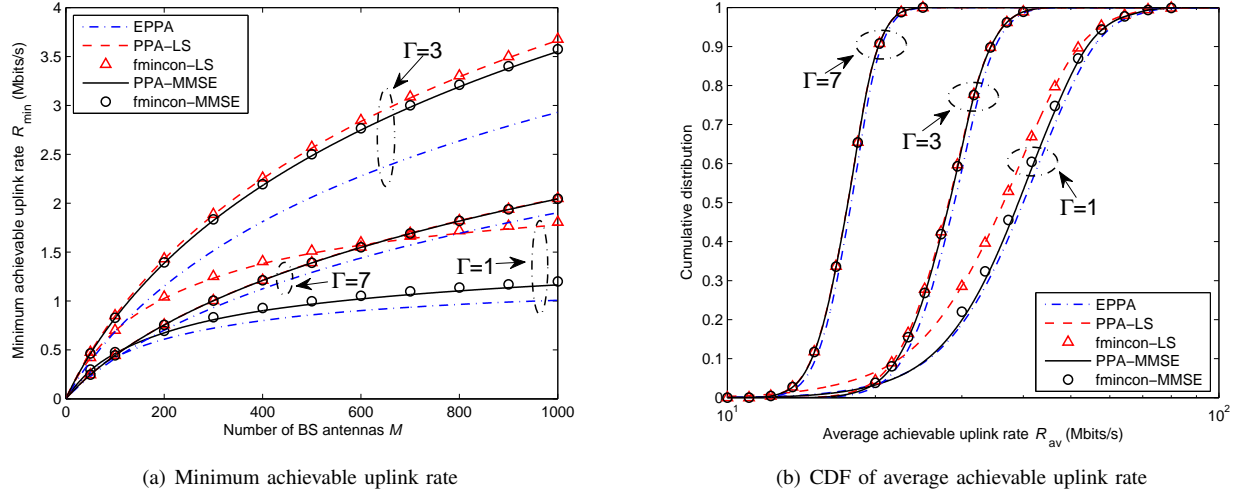 EPPA
PPA−LS
fmincon−LS
PPA−MMSE
fmincon−MMSE
Γ=3
Γ=7
Γ=1
4
3.5
3
2.5
2
1.5
1
0.5
0
0 200 400 600 800 1000
Minimum achievable uplink rate R_min (Mbits/s)
Number of BS antennas M
(a) Minimum achievable uplink rate
1
0.9
0.8
0.7
0.6
0.5
0.4
0.3
0.2
0.1
0
Cumulative distribution
Γ=7
Γ=3
Γ=1
EPPA
PPA−LS
fmincon−LS
PPA−MMSE
fmincon−MMSE
10^1 10^2
Average achievable uplink rate R_av (Mbits/s)
(b) CDF of average achievable uplink rate